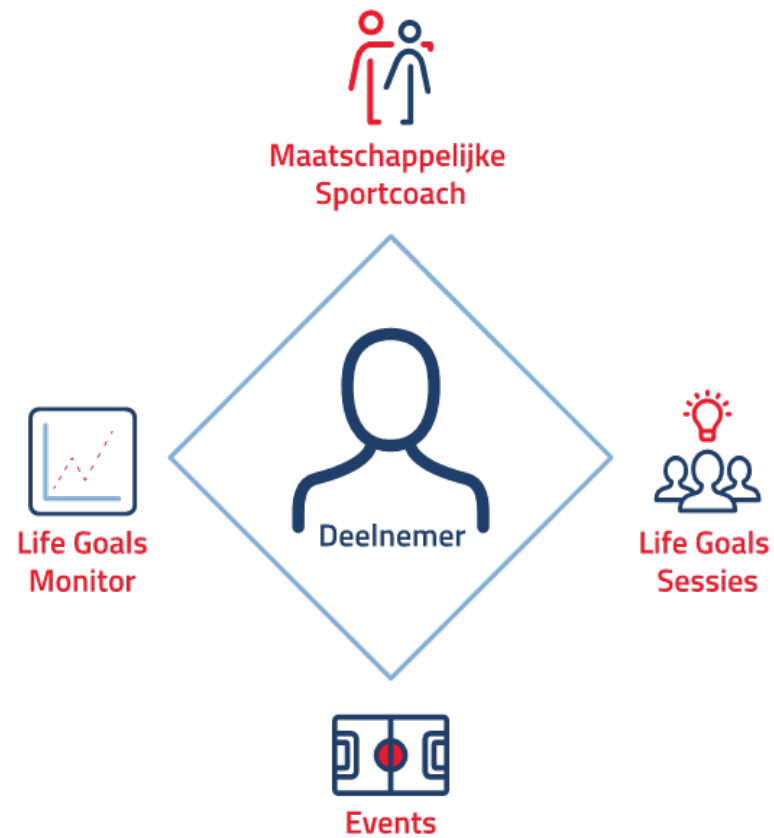 Maatschappelijke
Sportcoach
Deelnemer
Life Goals
Monitor
Life Goals
Sessies
Events